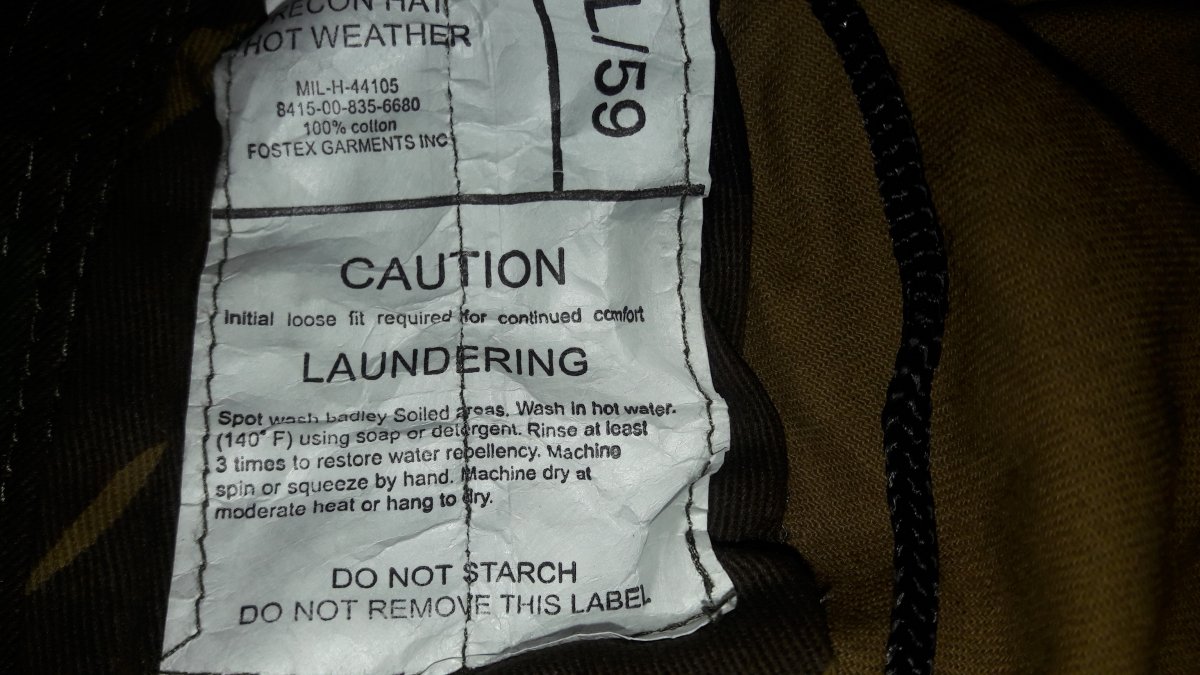 RECON HAT
HOT WEATHER
MIL-H-44105
8415-00-835-6680
100% cotton
FOSTEX GARMENTS INC
L/59
CAUTION
Initial loose fit required for continued comfort
LAUNDERING
Spot wash badley Soiled areas. Wash in hot water.
(140° F) using soap or detergent. Rinse at least
3 times to restore water repellency. Machine
spin or squeeze by hand. Machine dry at
moderate heat or hang to dry.
DO NOT STARCH
DO NOT REMOVE THIS LABEL